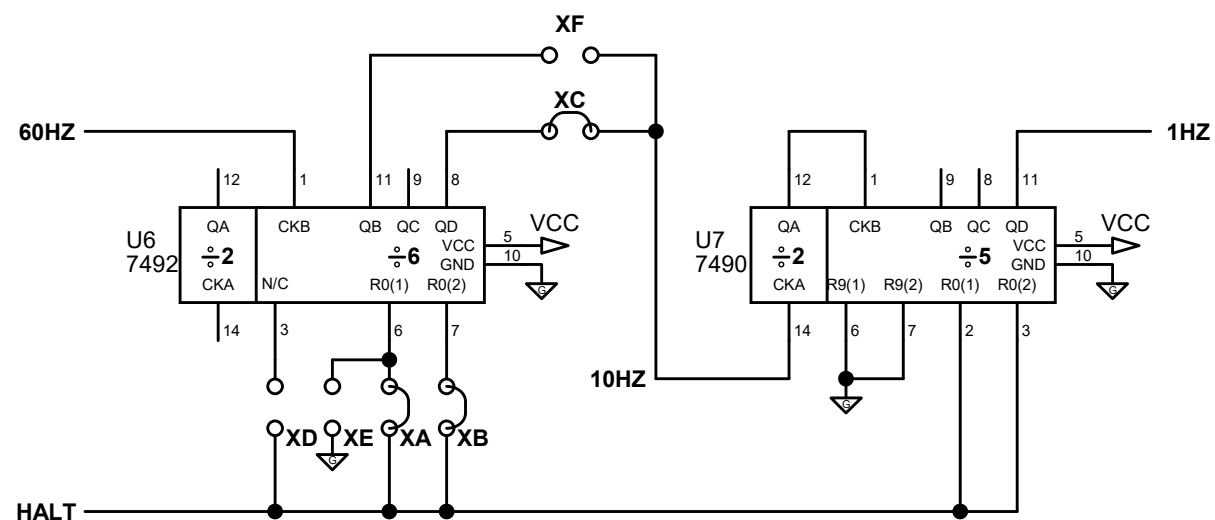 XF
XC
60HZ
1HZ
12
1
11
9
8
12
1
9
8
11
U6
7492
QA
CKB
QB
QC
QD
VCC
5
VCC
GND
10
÷2
÷6
CKA
N/C
R0(1)
R0(2)
G
U7
7490
QA
CKB
QB
QC
QD
VCC
5
VCC
GND
10
÷2
÷5
CKA
R9(1)
R9(2)
R0(1)
R0(2)
G
14
3
6
7
14
6
7
2
3
10HZ
G
XD
XE
XA
XB
G
HALT